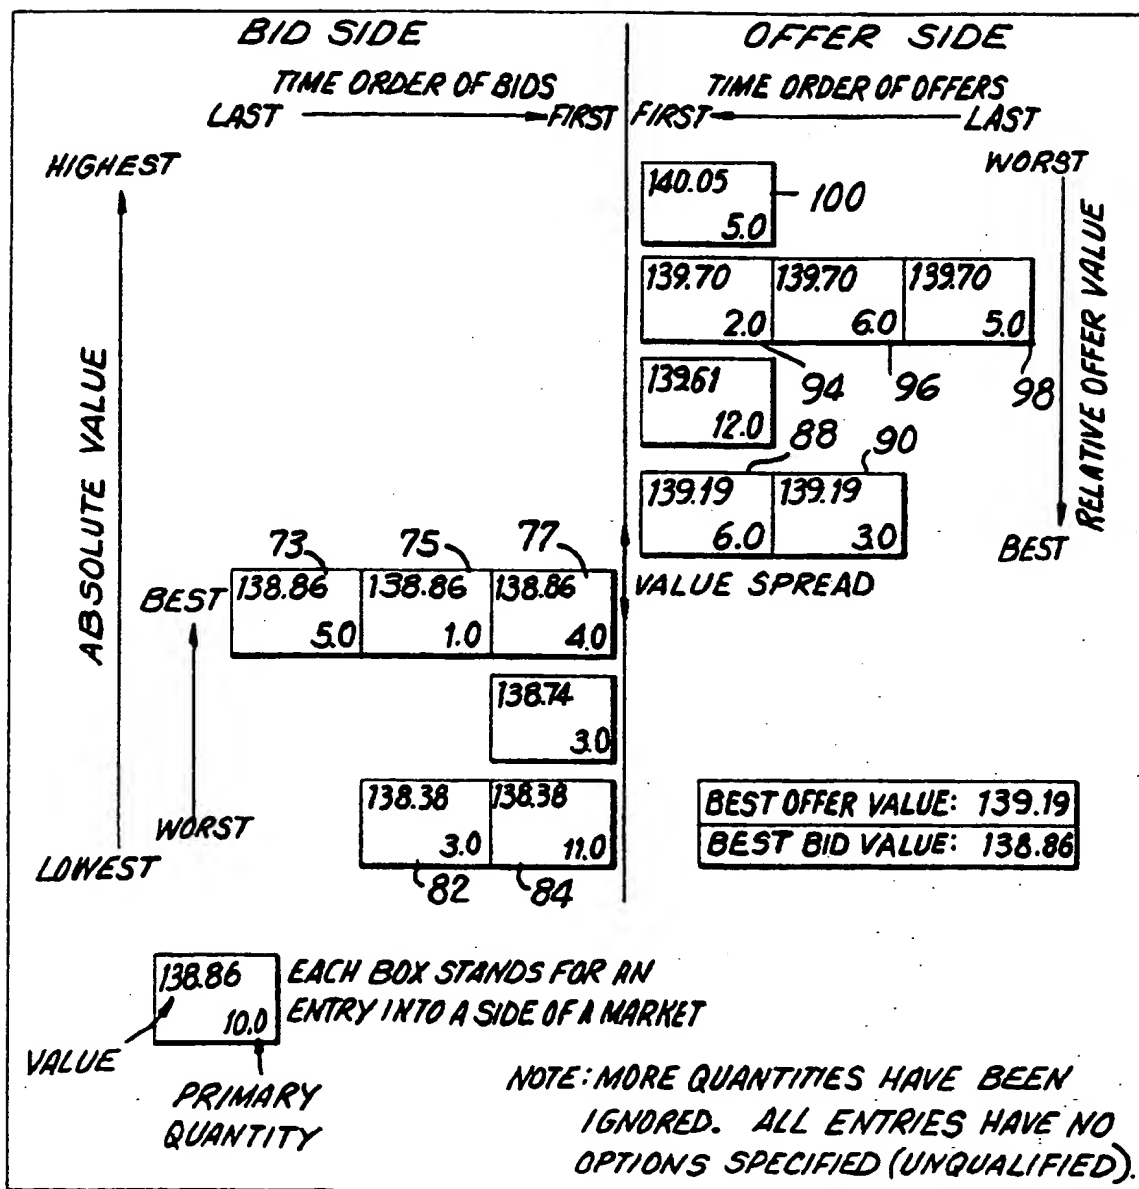 BID SIDE
OFFER SIDE
TIME ORDER OF BIDS
TIME ORDER OF OFFERS
LAST
FIRST
FIRST
LAST
HIGHEST
WORST
140.05
100
5.0
139.70 139.70 139.70
2.0 6.0 5.0
94 96 98
139.61
12.0
88 90
139.19 139.19
6.0 3.0
RELATIVE OFFER VALUE
BEST
ABSOLUTE VALUE
VALUE SPREAD
73 75 77
BEST
138.86 138.86 138.86
5.0 1.0 4.0
138.74
3.0
138.38 138.38
3.0 11.0
82 84
WORST
LOWEST
BEST OFFER VALUE: 139.19
BEST BID VALUE: 138.86
138.86
10.0
EACH BOX STANDS FOR AN
ENTRY INTO A SIDE OF A MARKET
VALUE
PRIMARY
QUANTITY
NOTE: MORE QUANTITIES HAVE BEEN
IGNORED. ALL ENTRIES HAVE NO
OPTIONS SPECIFIED (UNQUALIFIED).